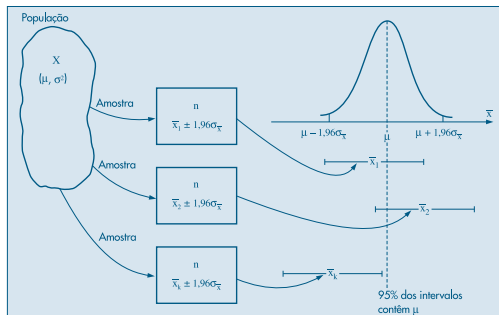 População
X
(μ, σ²)
Amostra
n
x̅₁ ± 1,96σx̅
Amostra
n
x̅₂ ± 1,96σx̅
Amostra
n
x̅ₖ ± 1,96σx̅
x̅
μ – 1,96σx̅
μ
μ + 1,96σx̅
x̅₁
x̅₂
x̅ₖ
95% dos intervalos
contêm μ